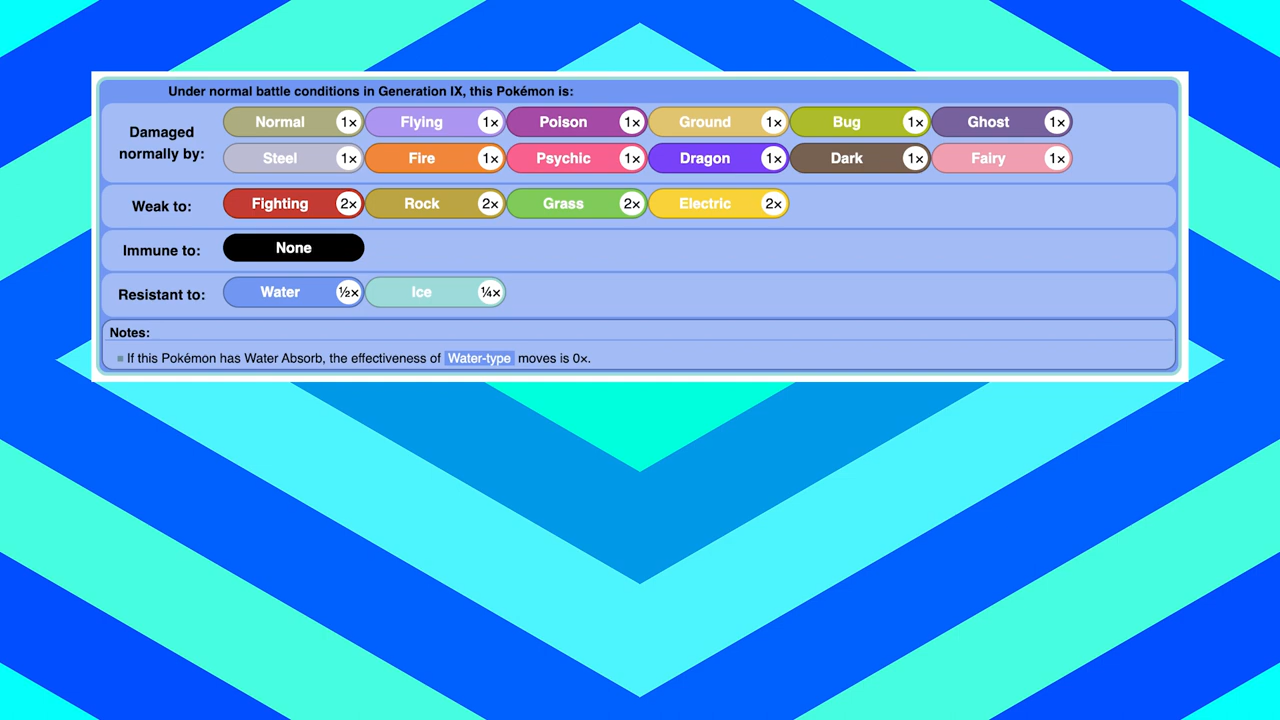 Under normal battle conditions in Generation IX, this Pokémon is:
Damaged normally by:
Normal 1× Flying 1× Poison 1× Ground 1× Bug 1× Ghost 1×
Steel 1× Fire 1× Psychic 1× Dragon 1× Dark 1× Fairy 1×
Weak to: Fighting 2× Rock 2× Grass 2× Electric 2×
Immune to: None
Resistant to: Water ½× Ice ¼×
Notes:
If this Pokémon has Water Absorb, the effectiveness of Water-type moves is 0×.